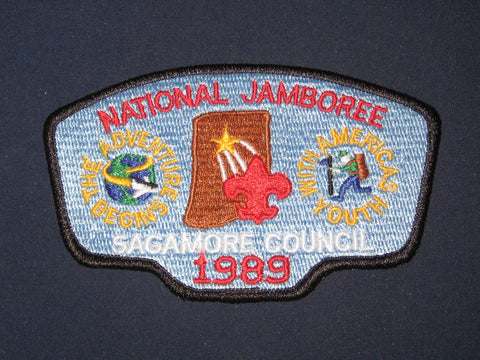 NATIONAL JAMBOREE
THE ADVENTURE
BEGINS
WITH AMERICA'S
YOUTH
SAGAMORE COUNCIL
1989